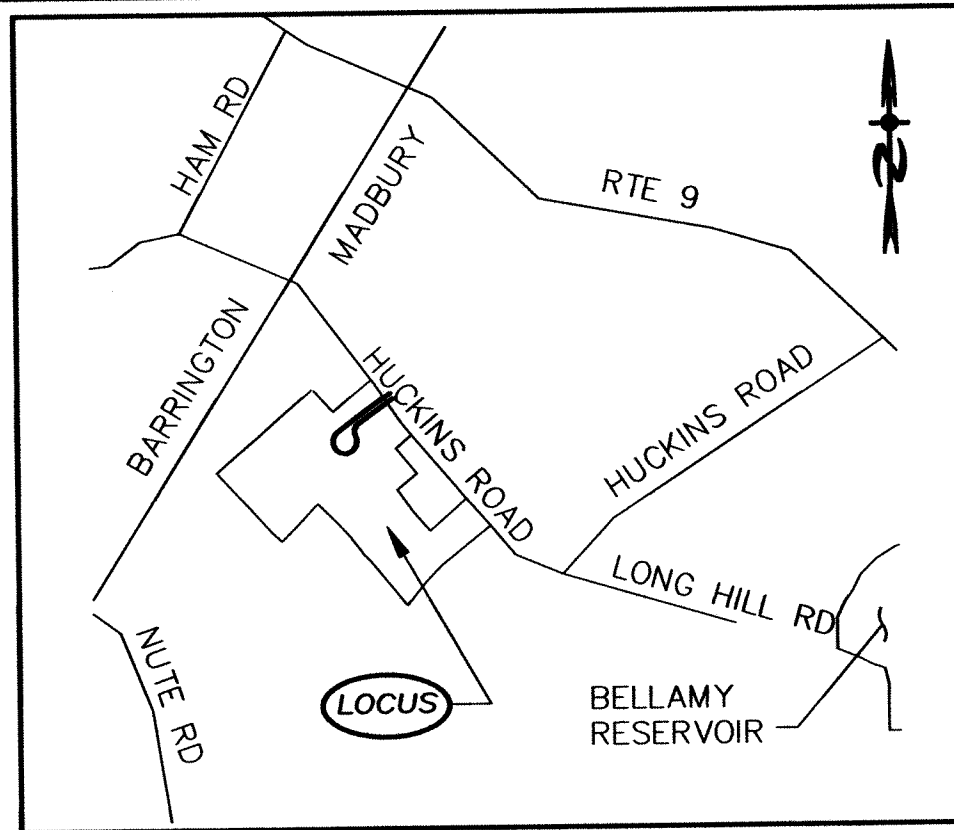 HAM RD
MADBURY
RTE 9
N
BARRINGTON
HUCKINS ROAD
HUCKINS ROAD
LONG HILL RD
NUTE RD
LOCUS
BELLAMY
RESERVOIR